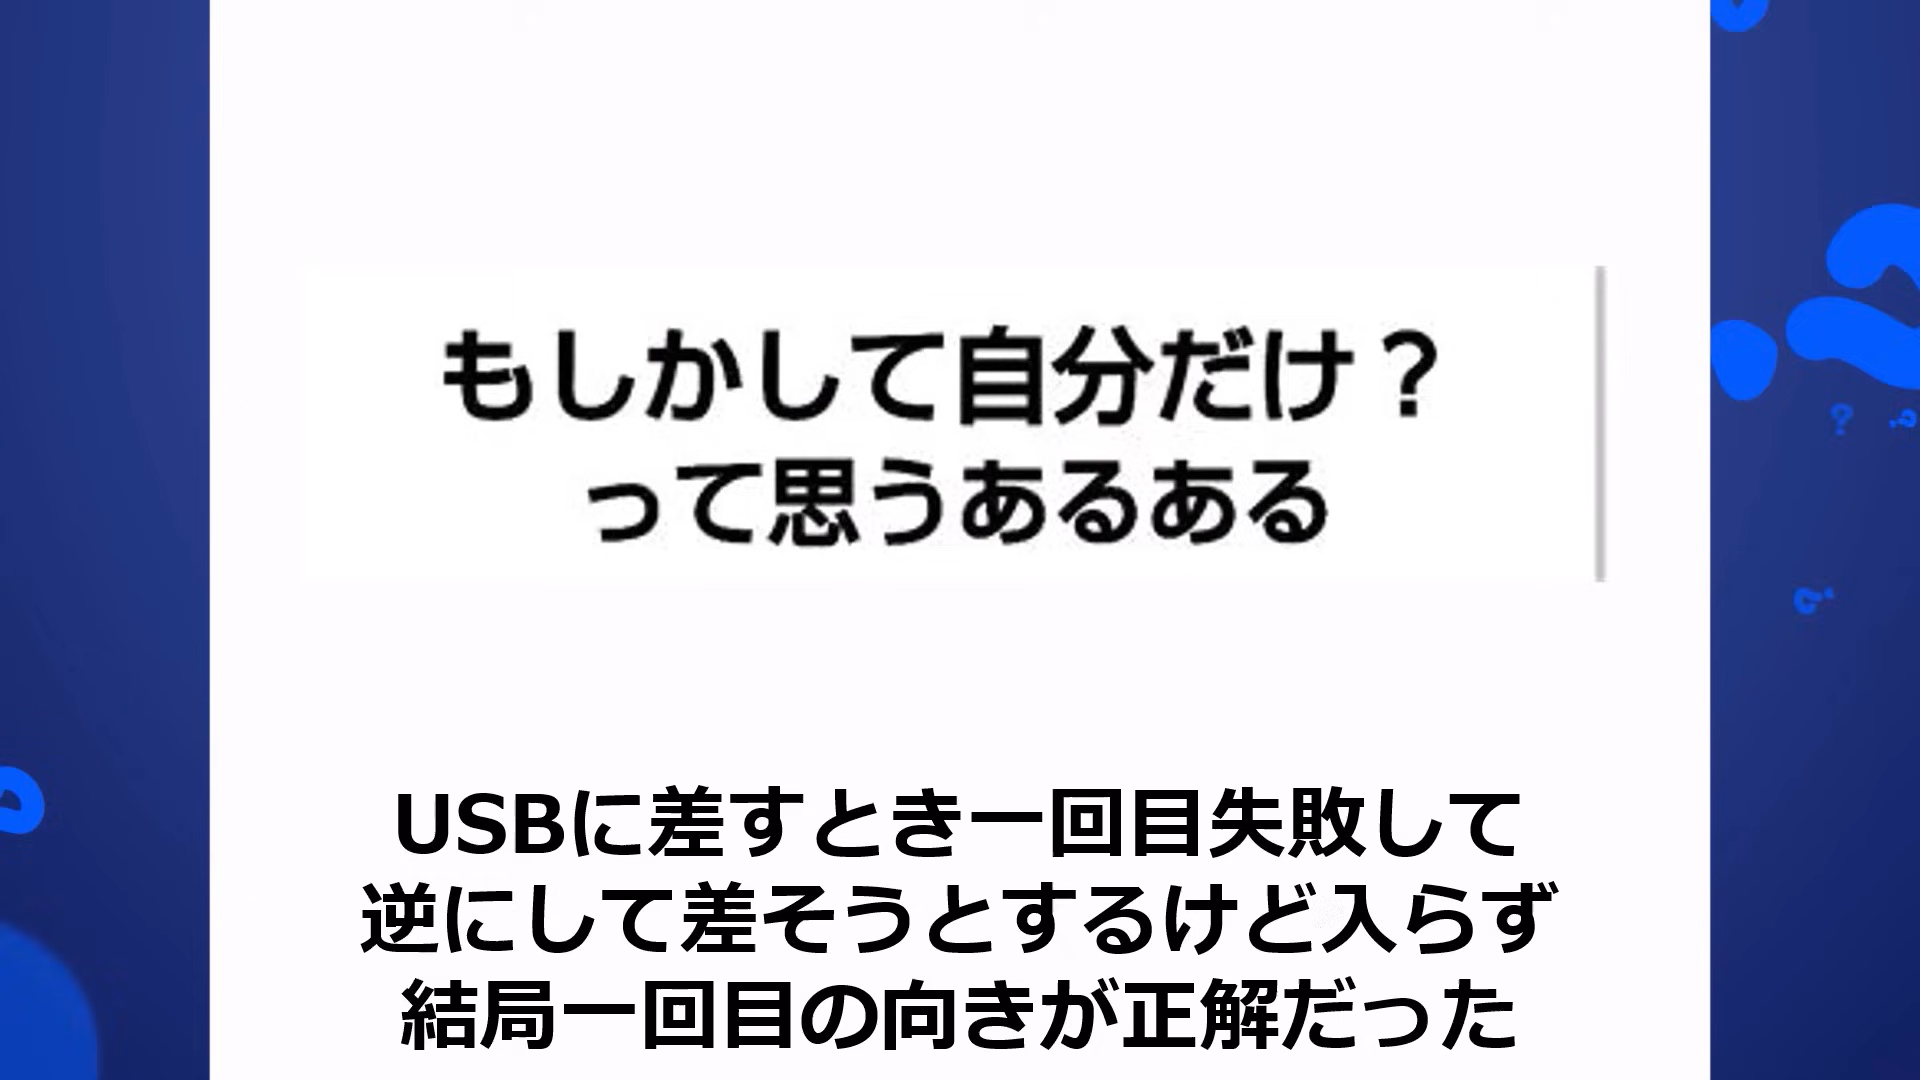 もしかして自分だけ？
って思うあるある
USBに差すとき一回目失敗して
逆にして差そうとするけど入らず
結局一回目の向きが正解だった